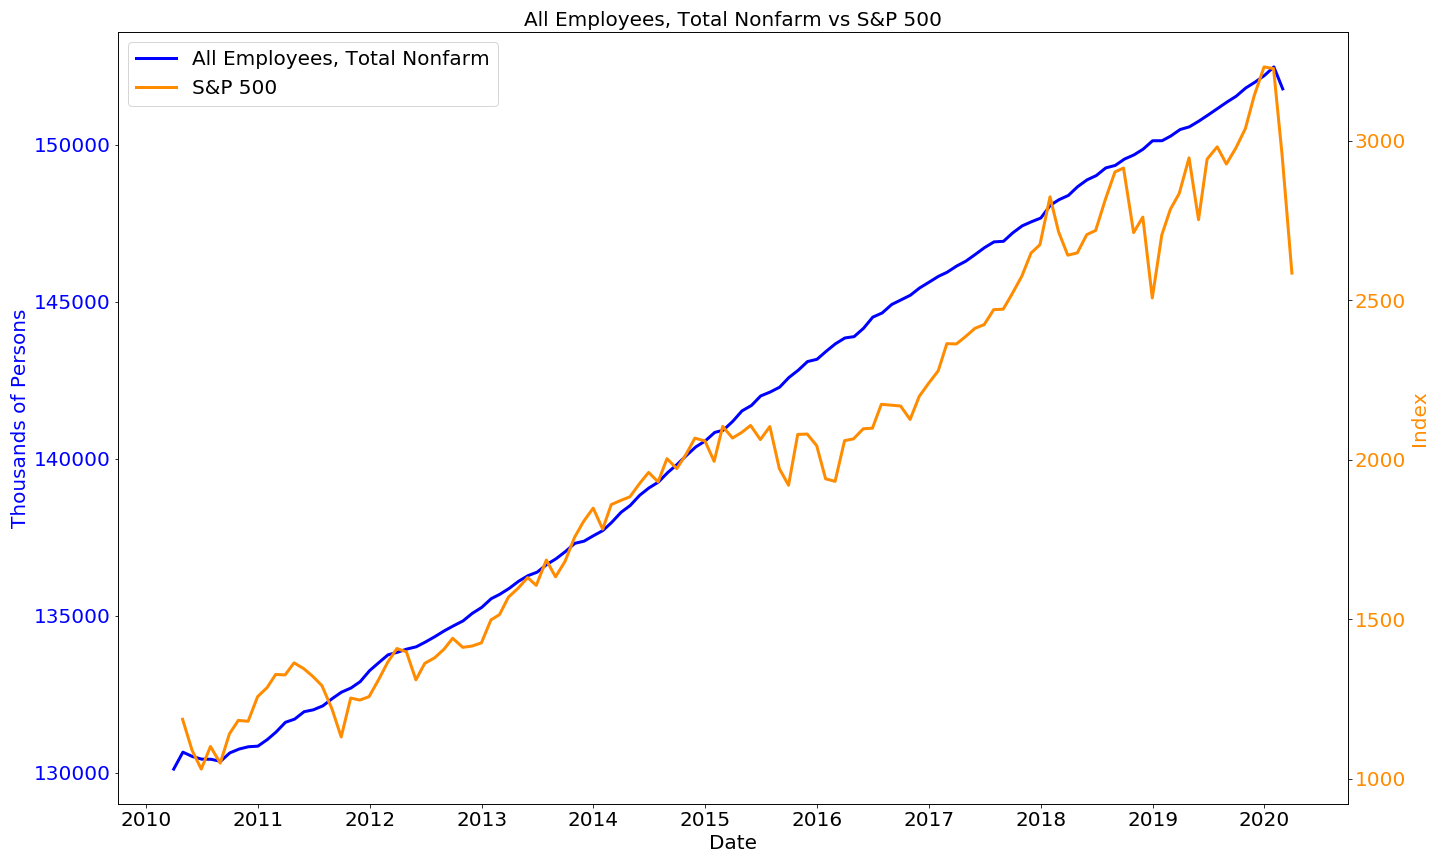 All Employees, Total Nonfarm vs S&P 500
All Employees, Total Nonfarm
S&P 500
Thousands of Persons
150000
145000
140000
135000
130000
3000
2500
2000
1500
1000
Index
2010 2011 2012 2013 2014 2015 2016 2017 2018 2019 2020
Date